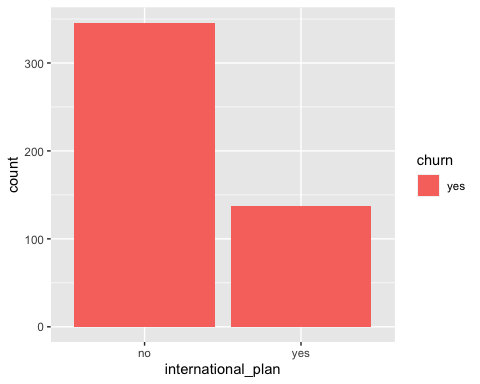 count
300
200
100
0
no yes
international_plan
churn
yes